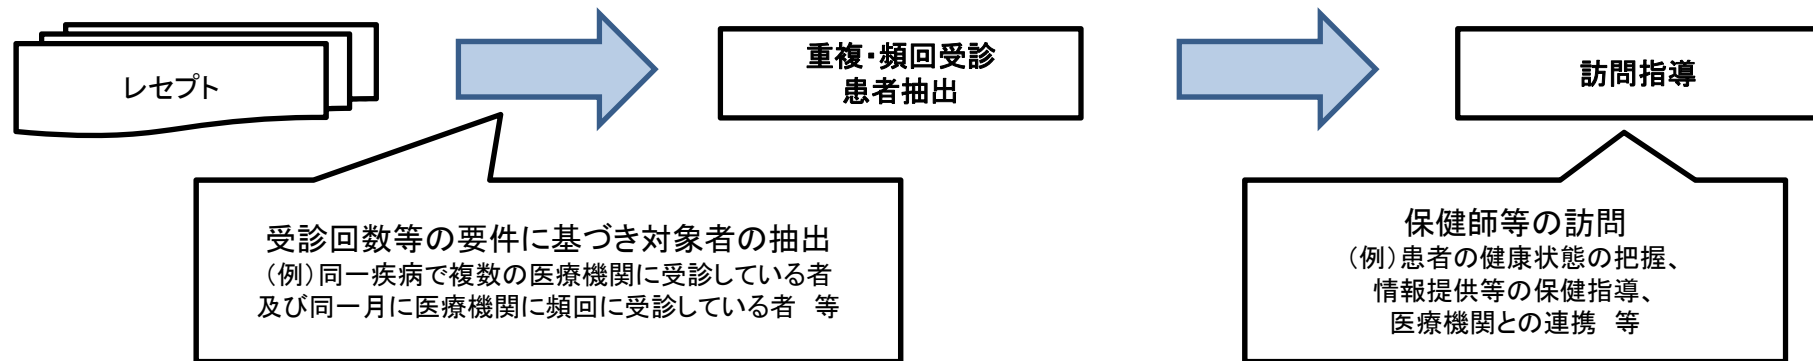 レセプト
重複・頻回受診
患者抽出
訪問指導
受診回数等の要件に基づき対象者の抽出
（例）同一疾病で複数の医療機関に受診している者
及び同一月に医療機関に頻回に受診している者　等
保健師等の訪問
（例）患者の健康状態の把握、
情報提供等の保健指導、
医療機関との連携　等